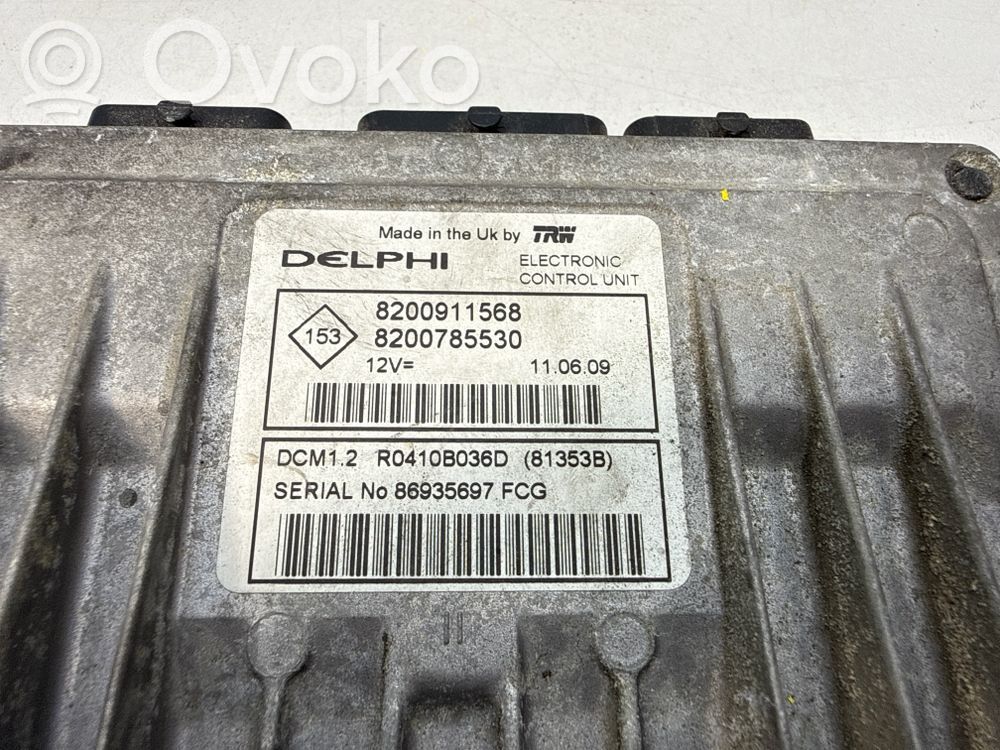 Ovoko
Made in the Uk by TRW
DELPHI
ELECTRONIC
CONTROL UNIT
153
8200911568
8200785530
12V=
11.06.09
DCM1.2 R0410B036D (81353B)
SERIAL No 86935697 FCG